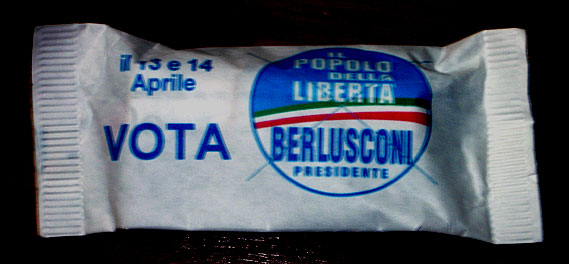 il 13 e 14
Aprile
VOTA
IL
POPOLO
DELLA
LIBERTÀ
BERLUSCONI
PRESIDENTE